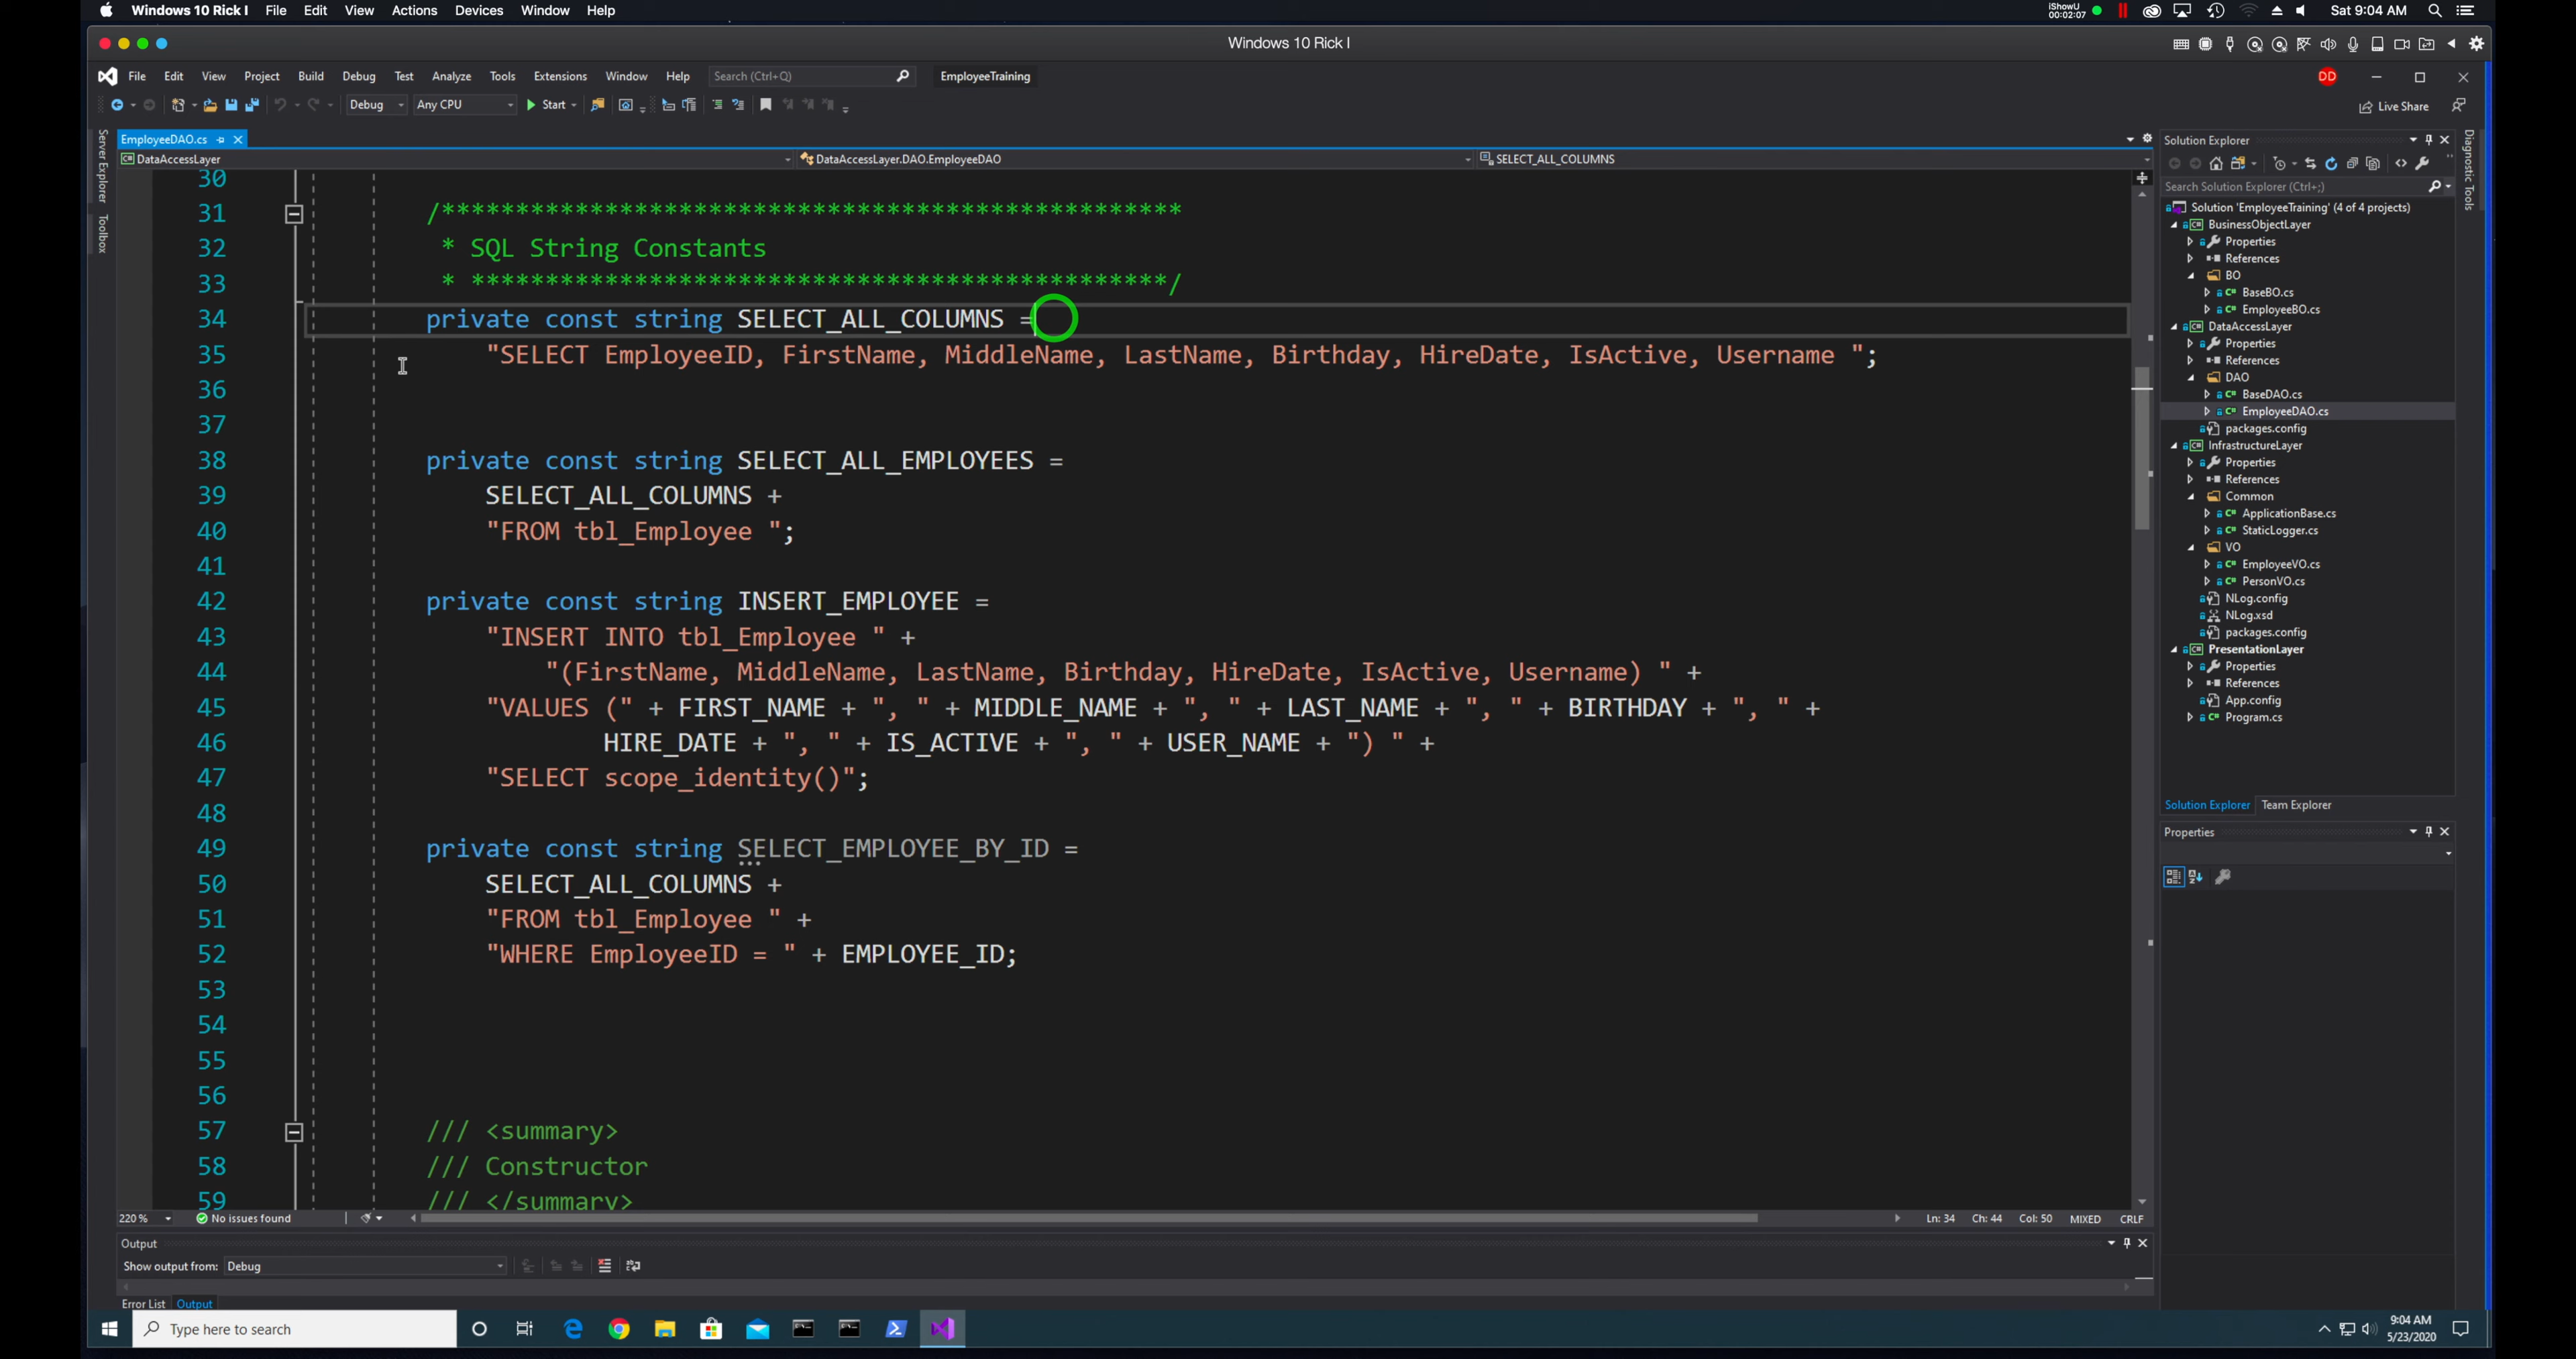 Windows 10 Rick I File Edit View Actions Devices Window Help
iShowU 00:02:07 Sat 9:04 AM
Windows 10 Rick I
File Edit View Project Build Debug Test Analyze Tools Extensions Window Help Search (Ctrl+Q) EmployeeTraining DD
Debug Any CPU Start Live Share
Server Explorer
Toolbox
EmployeeDAO.cs
DataAccessLayer DataAccessLayer.DAO.EmployeeDAO SELECT_ALL_COLUMNS
30
31 /**************************************************
32 * SQL String Constants
33 * ***********************************************/
34 private const string SELECT_ALL_COLUMNS =
35 "SELECT EmployeeID, FirstName, MiddleName, LastName, Birthday, HireDate, IsActive, Username ";
36
37
38 private const string SELECT_ALL_EMPLOYEES =
39 SELECT_ALL_COLUMNS +
40 "FROM tbl_Employee ";
41
42 private const string INSERT_EMPLOYEE =
43 "INSERT INTO tbl_Employee " +
44 "(FirstName, MiddleName, LastName, Birthday, HireDate, IsActive, Username) " +
45 "VALUES (" + FIRST_NAME + ", " + MIDDLE_NAME + ", " + LAST_NAME + ", " + BIRTHDAY + ", " +
46 HIRE_DATE + ", " + IS_ACTIVE + ", " + USER_NAME + ") " +
47 "SELECT scope_identity()";
48
49 private const string SELECT_EMPLOYEE_BY_ID =
50 SELECT_ALL_COLUMNS +
51 "FROM tbl_Employee " +
52 "WHERE EmployeeID = " + EMPLOYEE_ID;
53
54
55
56
57 /// <summary>
58 /// Constructor
59 /// </summary>
220 % No issues found Ln: 34 Ch: 44 Col: 50 MIXED CRLF
Output
Show output from: Debug
Error List Output
Solution Explorer
Search Solution Explorer (Ctrl+;)
Solution 'EmployeeTraining' (4 of 4 projects)
BusinessObjectLayer
Properties
References
BO
BaseBO.cs
EmployeeBO.cs
DataAccessLayer
Properties
References
DAO
BaseDAO.cs
EmployeeDAO.cs
packages.config
InfrastructureLayer
Properties
References
Common
ApplicationBase.cs
StaticLogger.cs
VO
EmployeeVO.cs
PersonVO.cs
NLog.config
NLog.xsd
packages.config
PresentationLayer
Properties
References
App.config
Program.cs
Solution Explorer Team Explorer
Properties
Diagnostic Tools
Type here to search
9:04 AM
5/23/2020